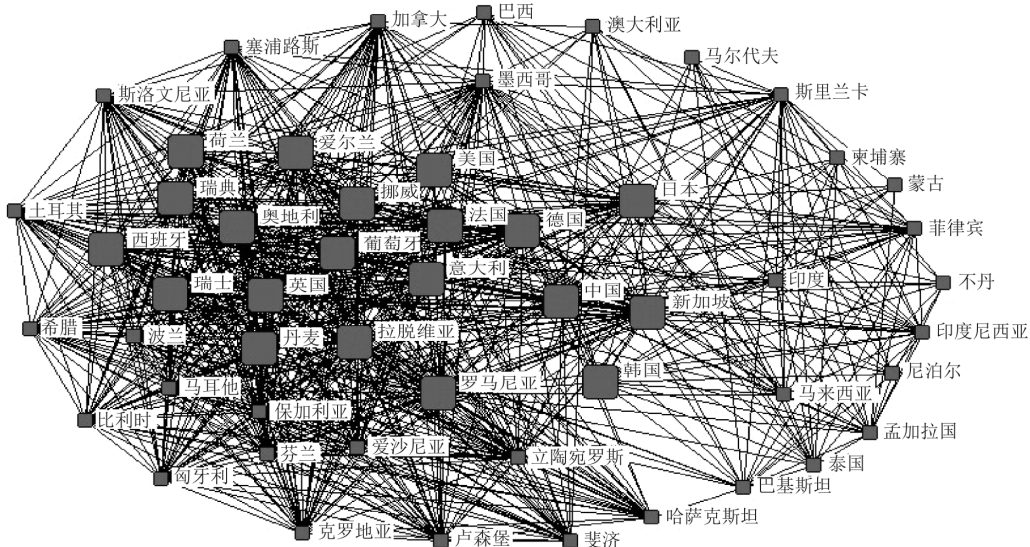 巴西
加拿大
澳大利亚
塞浦路斯
马尔代夫
墨西哥
斯洛文尼亚
斯里兰卡
荷兰
爱尔兰
美国
柬埔寨
瑞典
挪威
日本
蒙古
土耳其
奥地利
法国
德国
菲律宾
西班牙
葡萄牙
意大利
瑞士
英国
中国
新加坡
印度
不丹
希腊
波兰
丹麦
拉脱维亚
印度尼西亚
韩国
尼泊尔
马耳他
罗马尼亚
马来西亚
比利时
保加利亚
孟加拉国
芬兰
爱沙尼亚
立陶宛罗斯
泰国
匈牙利
巴基斯坦
哈萨克斯坦
克罗地亚
卢森堡
斐济